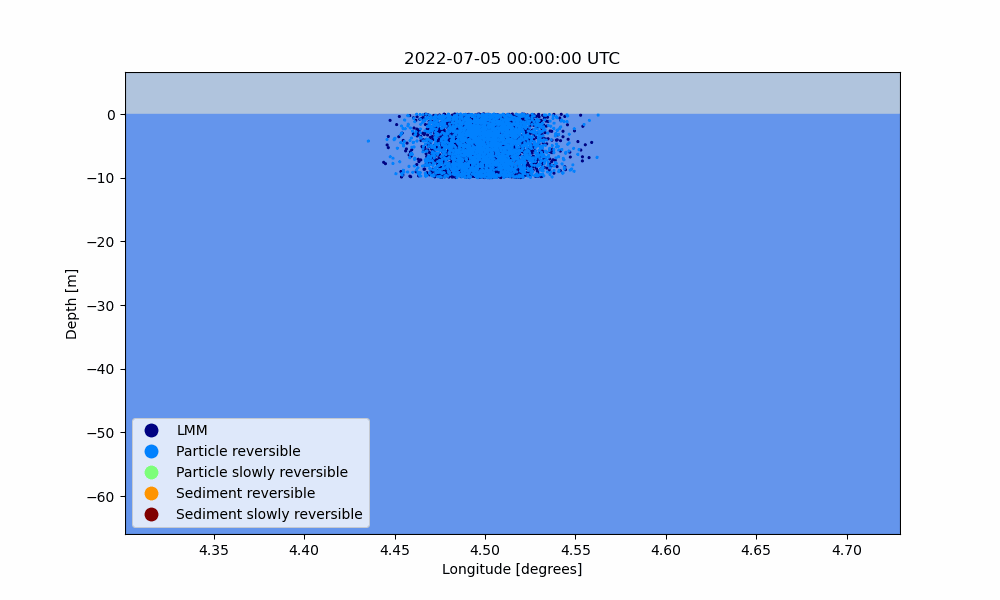 2022-07-05 00:00:00 UTC
Depth [m]
0
−10
−20
−30
−40
−50
−60
LMM
Particle reversible
Particle slowly reversible
Sediment reversible
Sediment slowly reversible
4.35 4.40 4.45 4.50 4.55 4.60 4.65 4.70
Longitude [degrees]